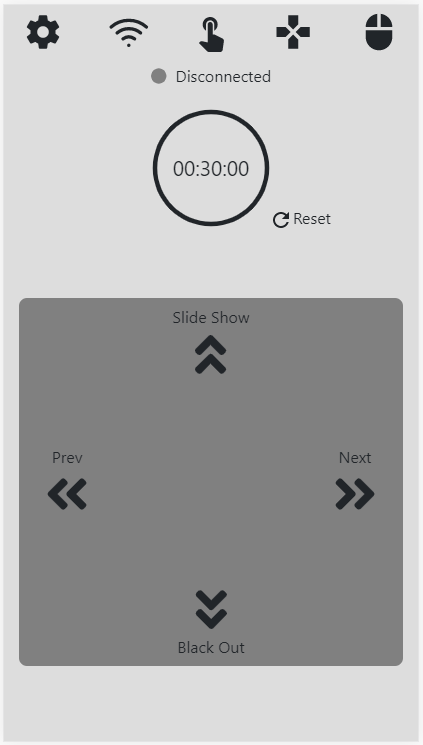 Disconnected
00:30:00
Reset
Slide Show
Prev
Next
Black Out